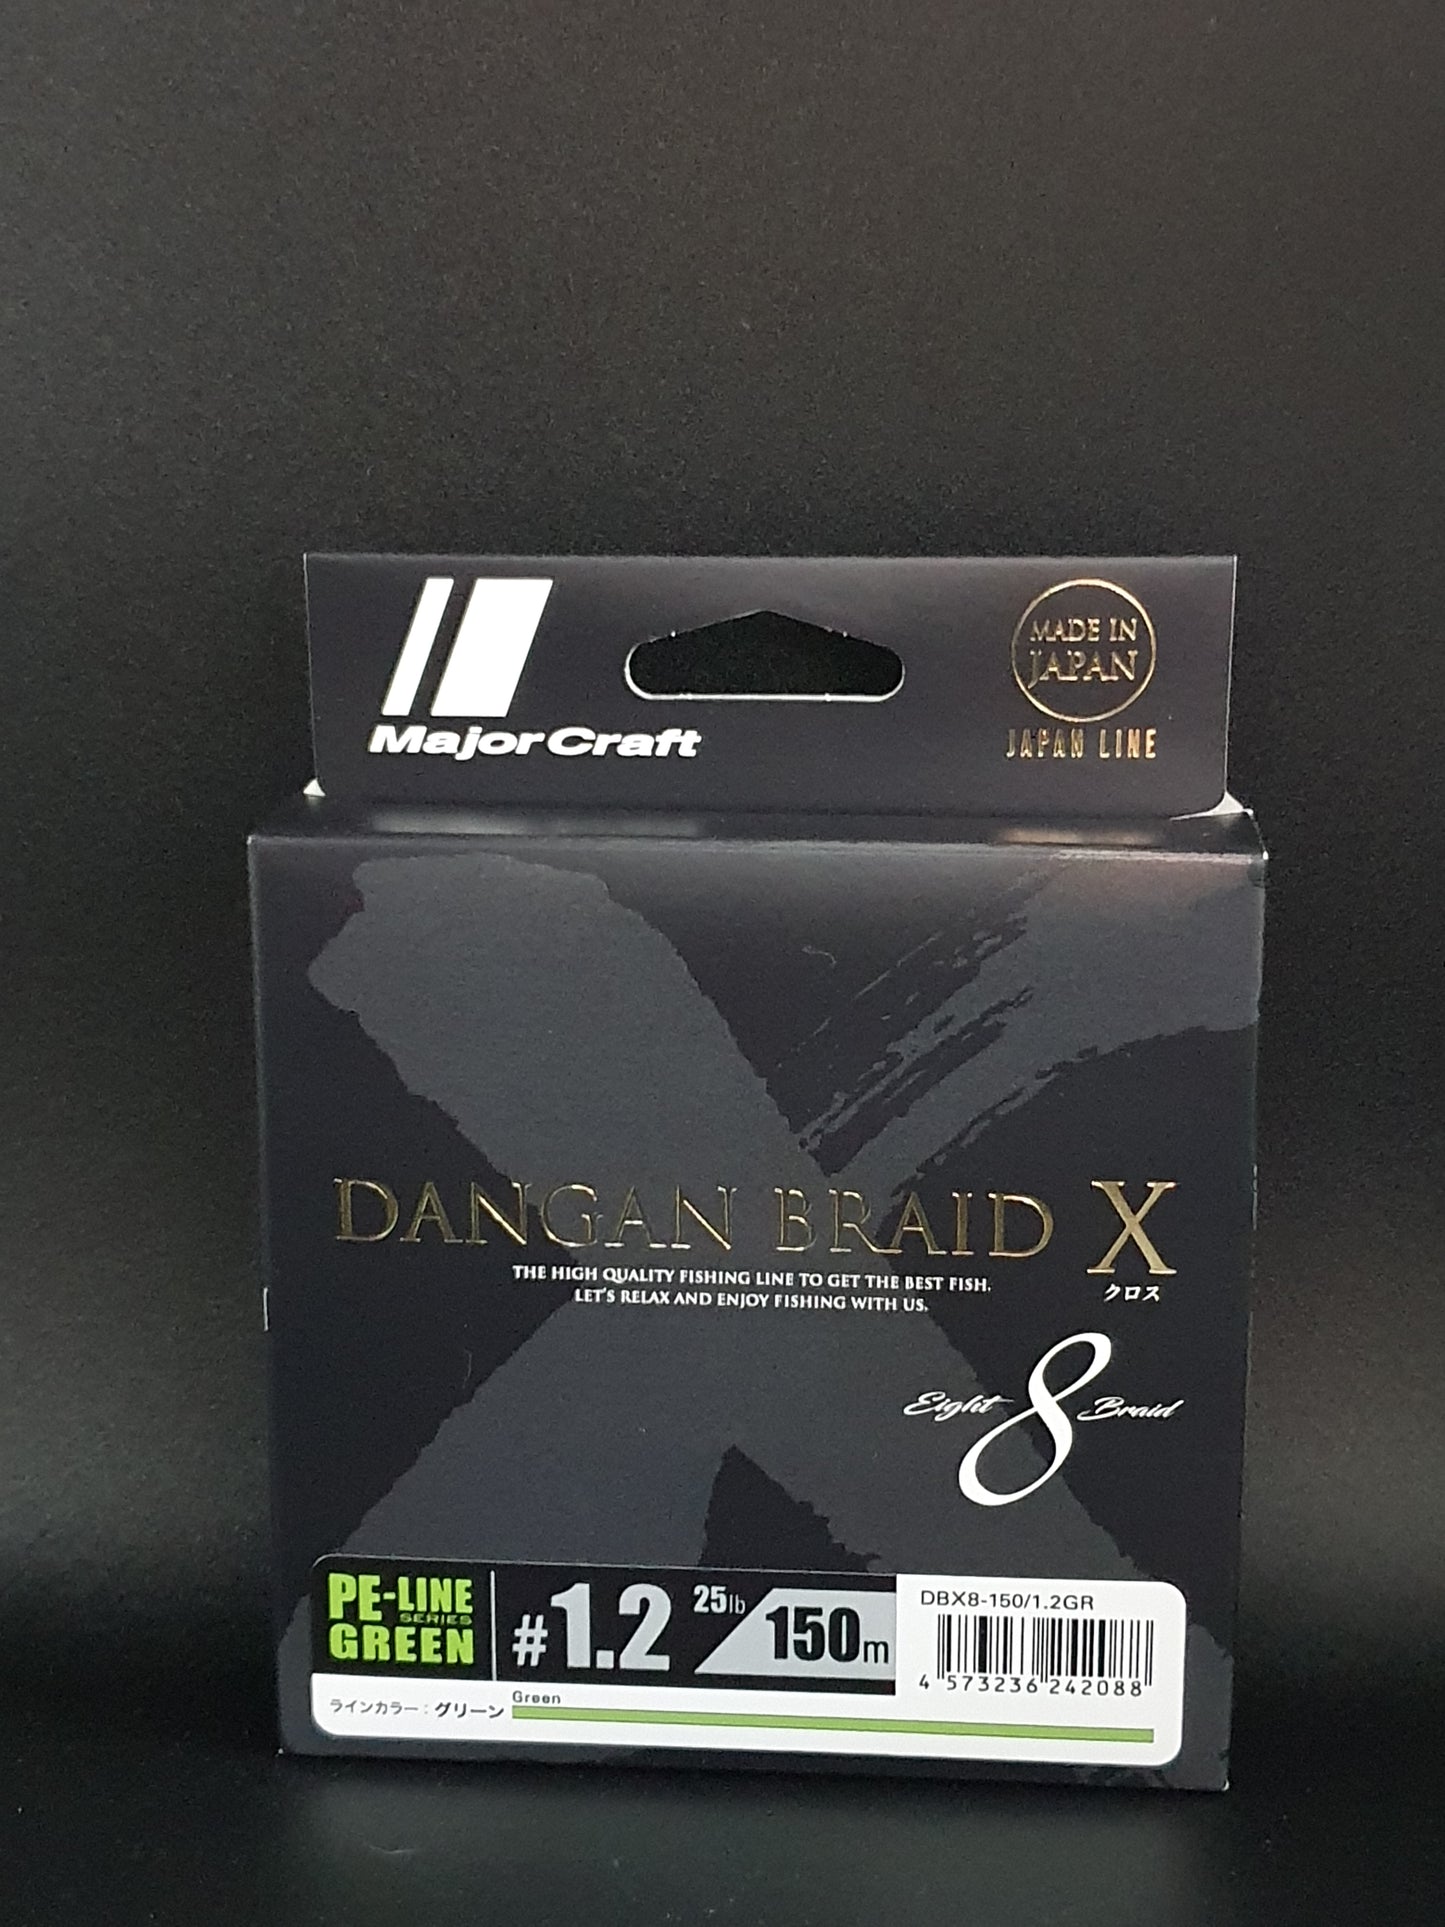 MajorCraft
MADE IN
JAPAN
JAPAN LINE
DANGAN BRAID X
クロス
THE HIGH QUALITY FISHING LINE TO GET THE BEST FISH.
LET'S RELAX AND ENJOY FISHING WITH US.
Eight 8 Braid
PE-LINE
SERIES
GREEN
#1.2
25lb
150m
DBX8-150/1.2GR
4 573236 242088
ラインカラー:グリーン
Green